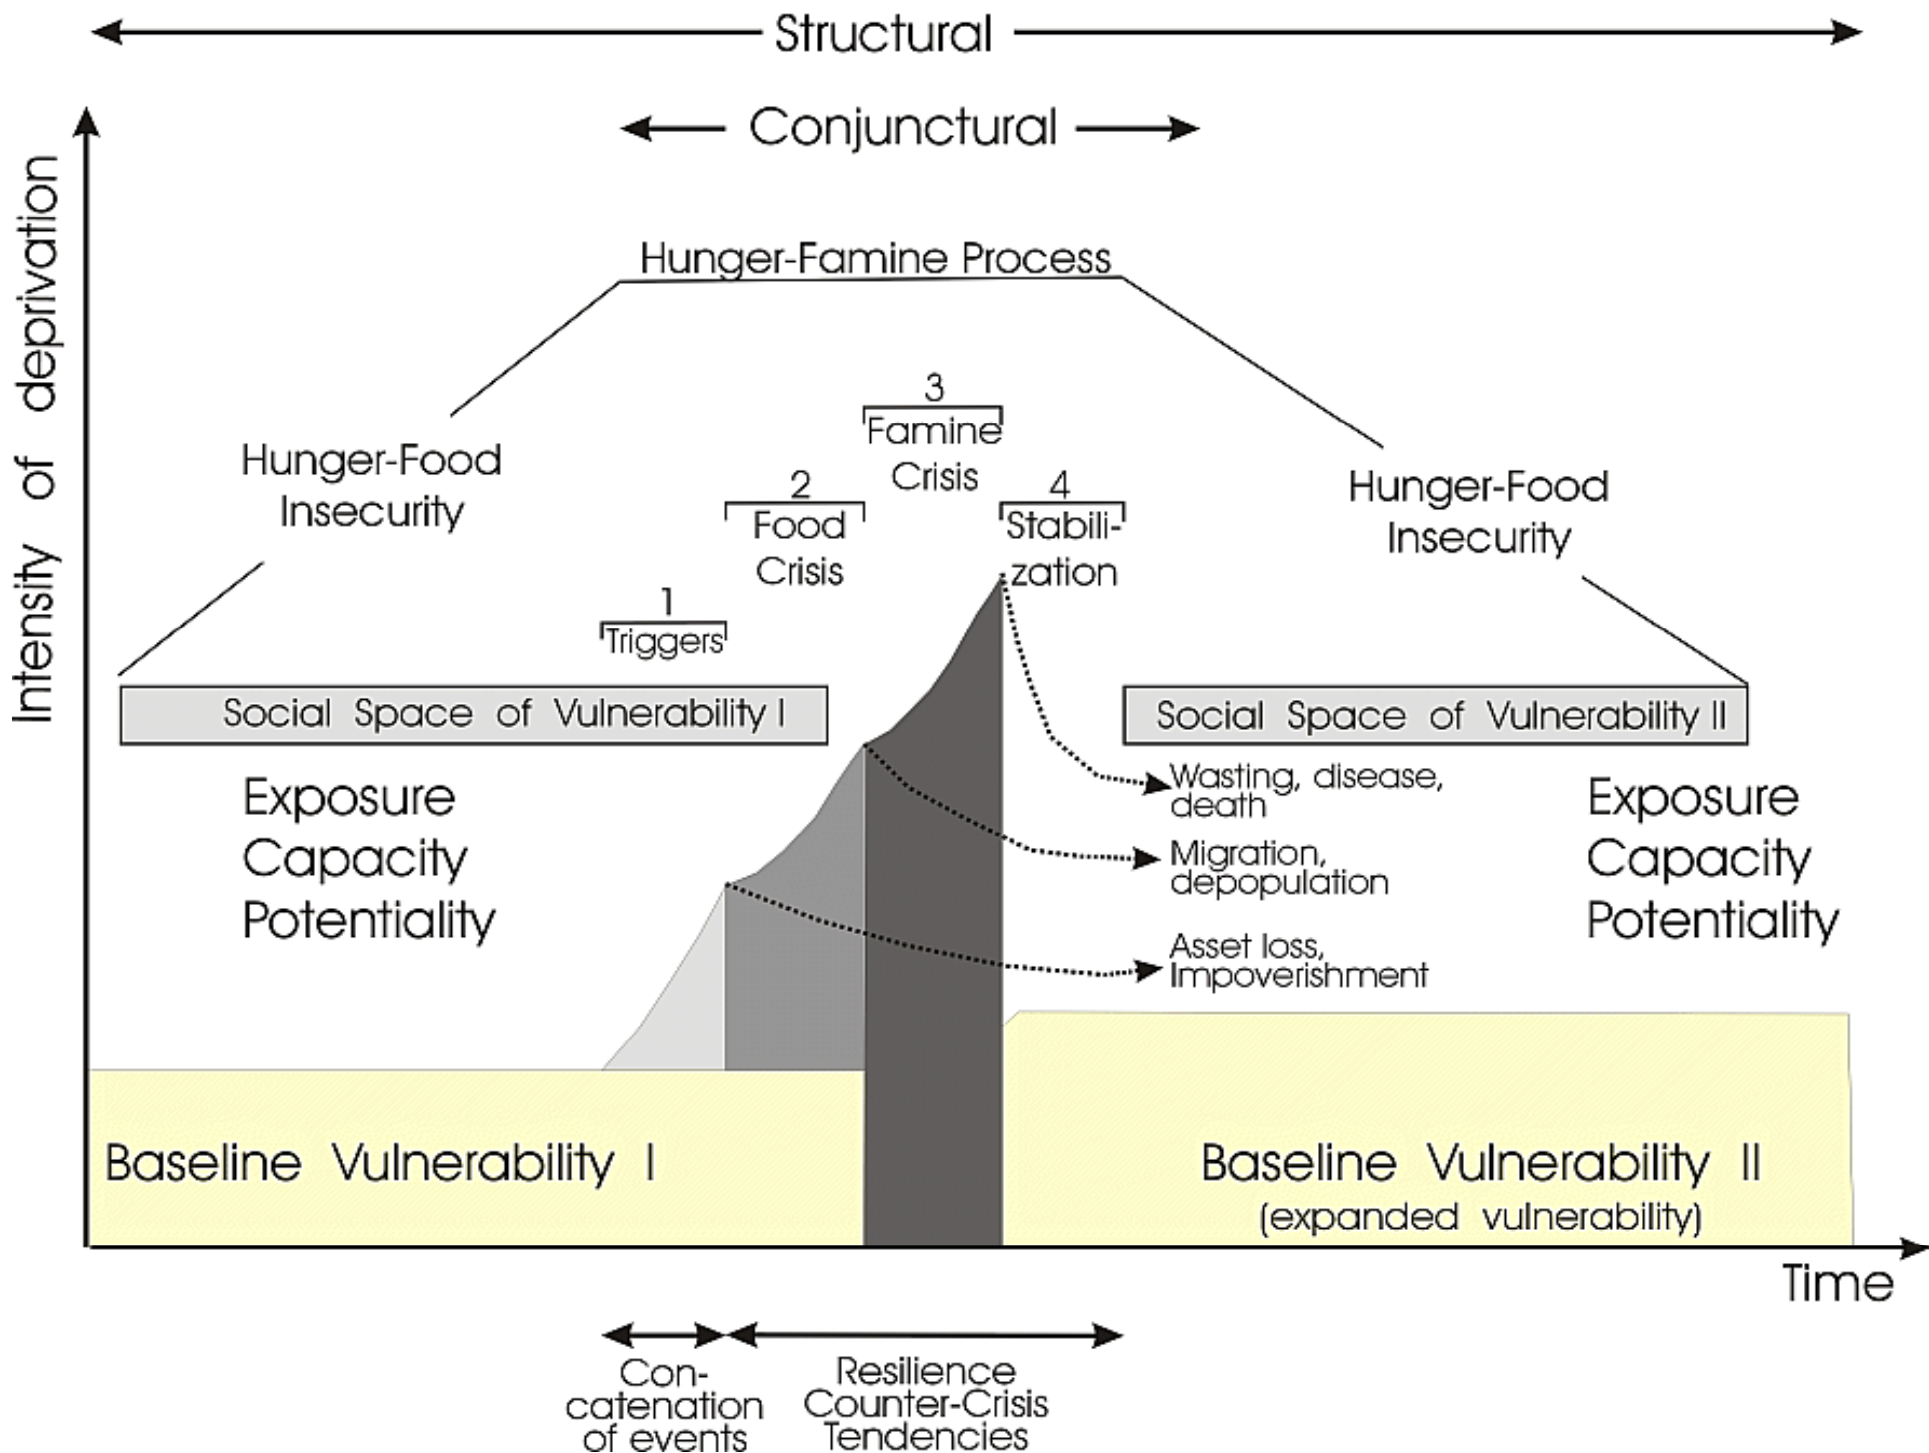 Structural
Conjunctural
Intensity of deprivation
Hunger-Famine Process
Hunger-Food
Insecurity
3
Famine
Crisis
2
Food
Crisis
4
Stabili-
zation
1
Triggers
Hunger-Food
Insecurity
Social Space of Vulnerability I
Social Space of Vulnerability II
Exposure
Capacity
Potentiality
Wasting, disease,
death
Migration,
depopulation
Asset loss,
Impoverishment
Exposure
Capacity
Potentiality
Baseline Vulnerability I
Baseline Vulnerability II
(expanded vulnerability)
Time
Con-
catenation
of events
Resilience
Counter-Crisis
Tendencies